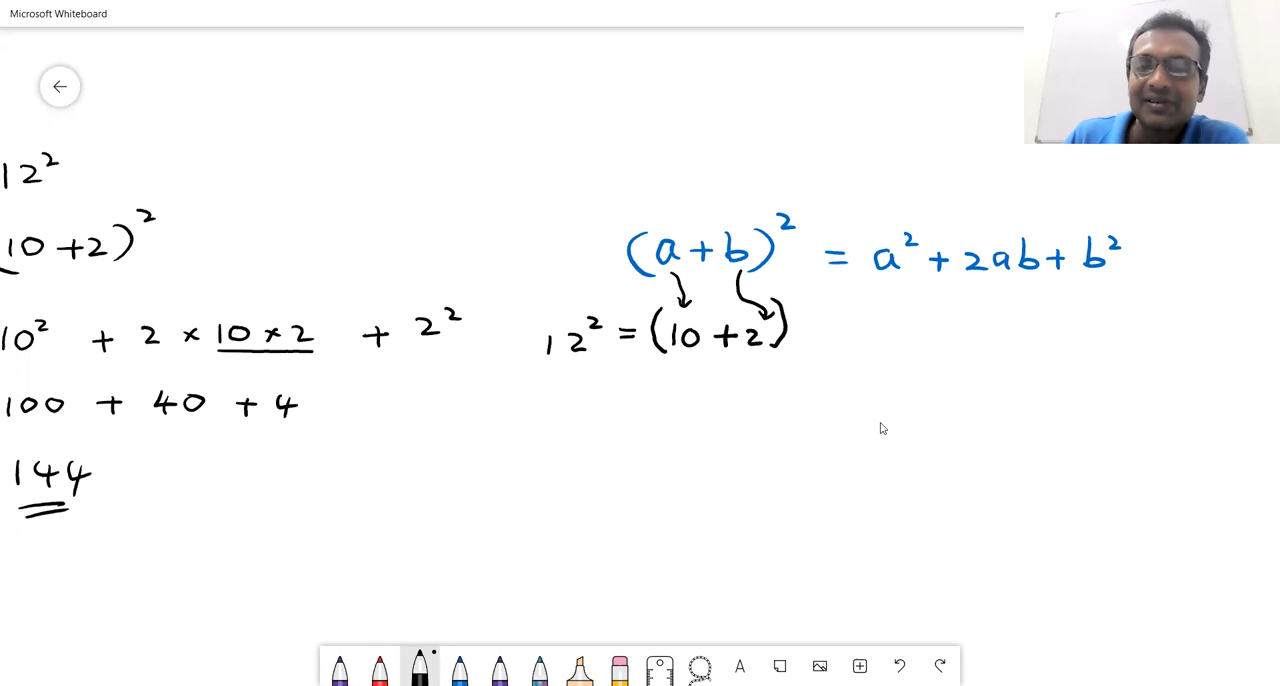 Microsoft Whiteboard
12²
10 + 2)²
10² + 2 × 10 × 2 + 2²
100 + 40 + 4
144
(a + b)² = a² + 2ab + b²
12² = (10 + 2)
A